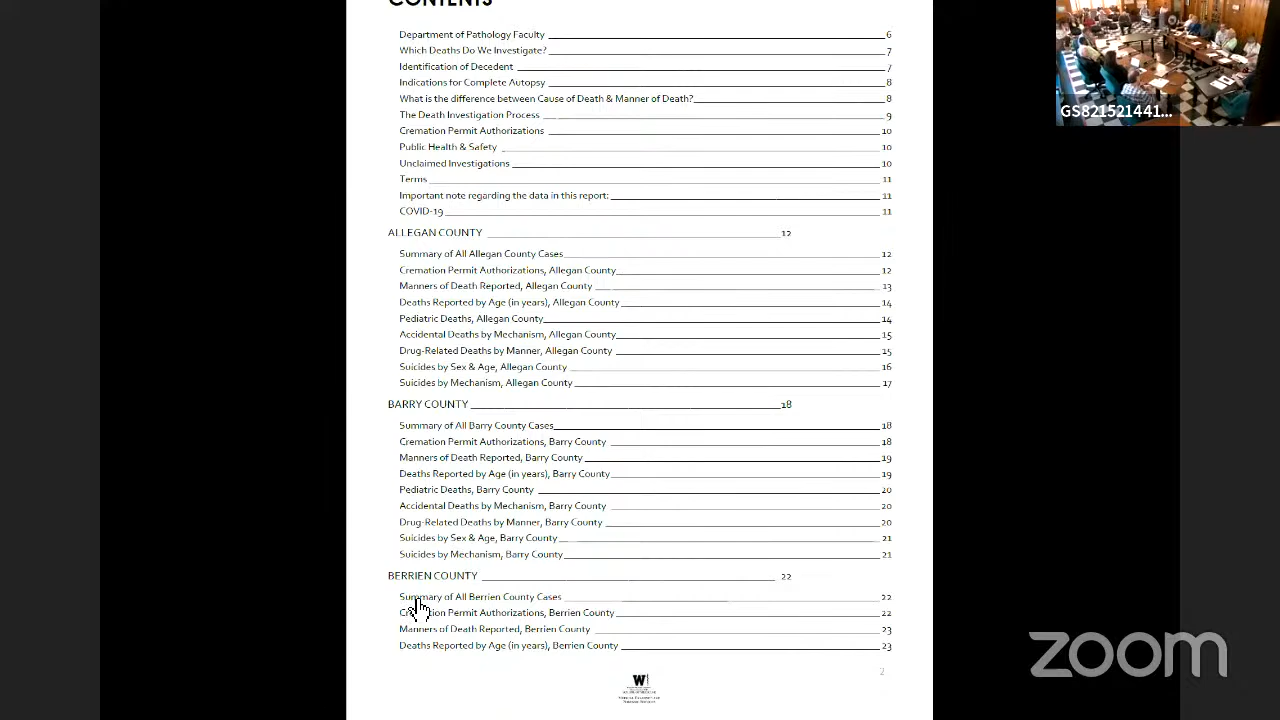 CONTENTS
Department of Pathology Faculty 6
Which Deaths Do We Investigate? 7
Identification of Decedent 7
Indications for Complete Autopsy 8
What is the difference between Cause of Death & Manner of Death? 8
The Death Investigation Process 9
Cremation Permit Authorizations 10
Public Health & Safety 10
Unclaimed Investigations 10
Terms 11
Important note regarding the data in this report: 11
COVID-19 11
ALLEGAN COUNTY 12
Summary of All Allegan County Cases 12
Cremation Permit Authorizations, Allegan County 12
Manners of Death Reported, Allegan County 13
Deaths Reported by Age (in years), Allegan County 14
Pediatric Deaths, Allegan County 14
Accidental Deaths by Mechanism, Allegan County 15
Drug-Related Deaths by Manner, Allegan County 15
Suicides by Sex & Age, Allegan County 16
Suicides by Mechanism, Allegan County 17
BARRY COUNTY 18
Summary of All Barry County Cases 18
Cremation Permit Authorizations, Barry County 18
Manners of Death Reported, Barry County 19
Deaths Reported by Age (in years), Barry County 19
Pediatric Deaths, Barry County 20
Accidental Deaths by Mechanism, Barry County 20
Drug-Related Deaths by Manner, Barry County 20
Suicides by Sex & Age, Barry County 21
Suicides by Mechanism, Barry County 21
BERRIEN COUNTY 22
Summary of All Berrien County Cases 22
Cremation Permit Authorizations, Berrien County 22
Manners of Death Reported, Berrien County 23
Deaths Reported by Age (in years), Berrien County 23
2
W
GS821521441...
zoom